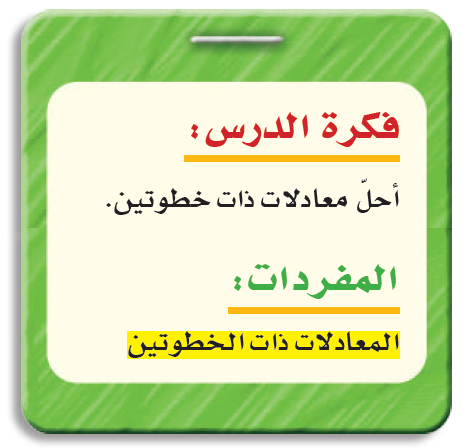 فكرة الدرس:
أحلّ معادلات ذات خطوتين.
المفردات:
المعادلات ذات الخطوتين